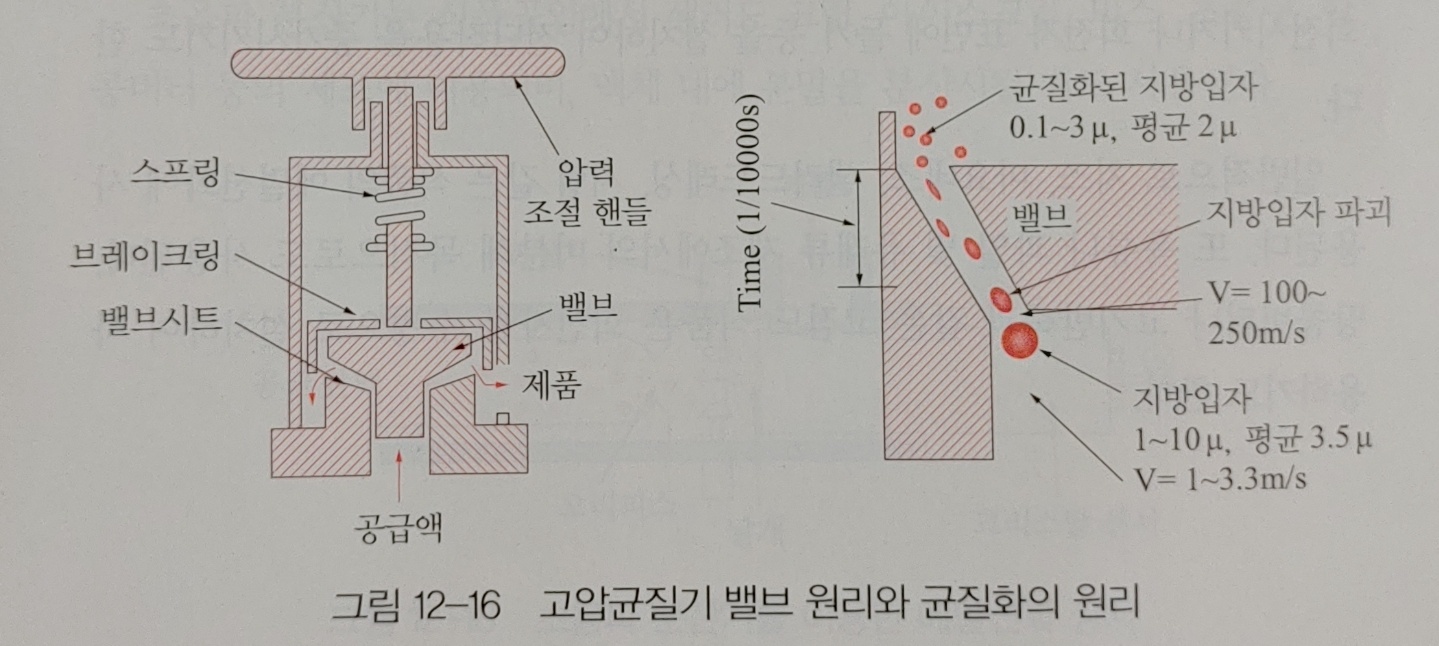 스프링
브레이크링
밸브시트
압력
조절 핸들
밸브
제품
공급액
Time (1/10000s)
균질화된 지방입자
0.1~3μ, 평균 2μ
밸브
지방입자 파괴
V= 100~
250m/s
지방입자
1~10μ, 평균 3.5μ
V= 1~3.3m/s
그림 12-16 고압균질기 밸브 원리와 균질화의 원리